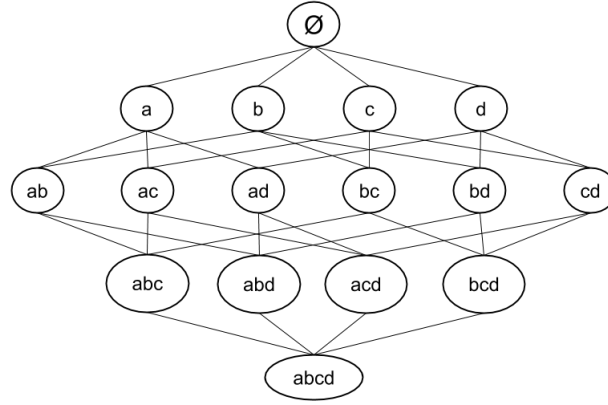 Ø
a b c d
ab ac ad bc bd cd
abc abd acd bcd
abcd